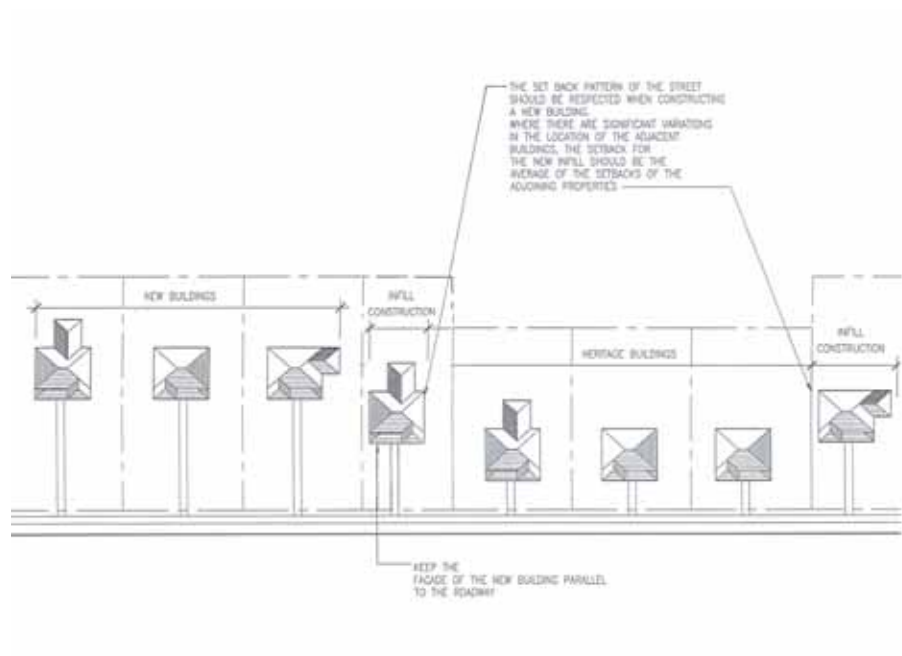 THE SET BACK PATTERN OF THE STREET
SHOULD BE RESPECTED WHEN CONSTRUCTING
A NEW BUILDING.
WHERE THERE ARE SIGNIFICANT VARIATIONS
IN THE LOCATION OF THE ADJACENT
BUILDINGS, THE SETBACK FOR
THE NEW INFILL SHOULD BE THE
AVERAGE OF THE SETBACKS OF THE
ADJOINING PROPERTIES
NEW BUILDINGS
INFILL
CONSTRUCTION
HERITAGE BUILDINGS
INFILL
CONSTRUCTION
KEEP THE
FACADE OF THE NEW BUILDING PARALLEL
TO THE ROADWAY